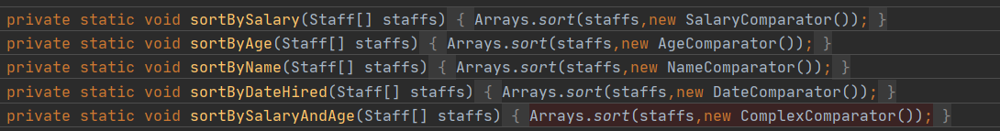 private static void sortBySalary(Staff[] staffs) { Arrays.sort(staffs,new SalaryComparator()); }
private static void sortByAge(Staff[] staffs) { Arrays.sort(staffs,new AgeComparator()); }
private static void sortByName(Staff[] staffs) { Arrays.sort(staffs,new NameComparator()); }
private static void sortByDateHired(Staff[] staffs) { Arrays.sort(staffs,new DateComparator()); }
private static void sortBySalaryAndAge(Staff[] staffs) { Arrays.sort(staffs,new ComplexComparator()); }